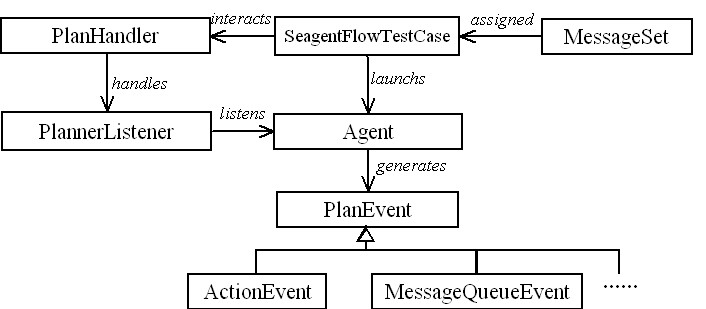 interacts
assigned
PlanHandler
SeagentFlowTestCase
MessageSet
handles
launchs
listens
PlannerListener
Agent
generates
PlanEvent
ActionEvent
MessageQueueEvent
......